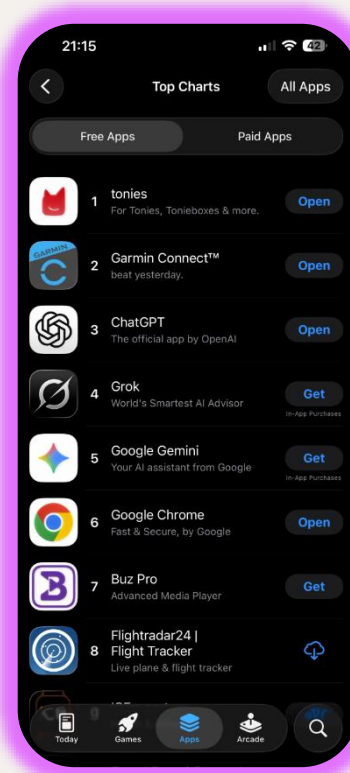 21:15
42
Top Charts
All Apps
Free Apps
Paid Apps
1
tonies
For Tonies, Tonieboxes & more.
Open
GARMIN
2
Garmin Connect™
beat yesterday.
Open
3
ChatGPT
The official app by OpenAI
Open
4
Grok
World's Smartest AI Advisor
Get
In-App Purchases
5
Google Gemini
Your AI assistant from Google
Get
In-App Purchases
6
Google Chrome
Fast & Secure, by Google
Open
B
7
Buz Pro
Advanced Media Player
Get
8
Flightradar24 |
Flight Tracker
Live plane & flight tracker
9
Today
Games
Apps
Arcade